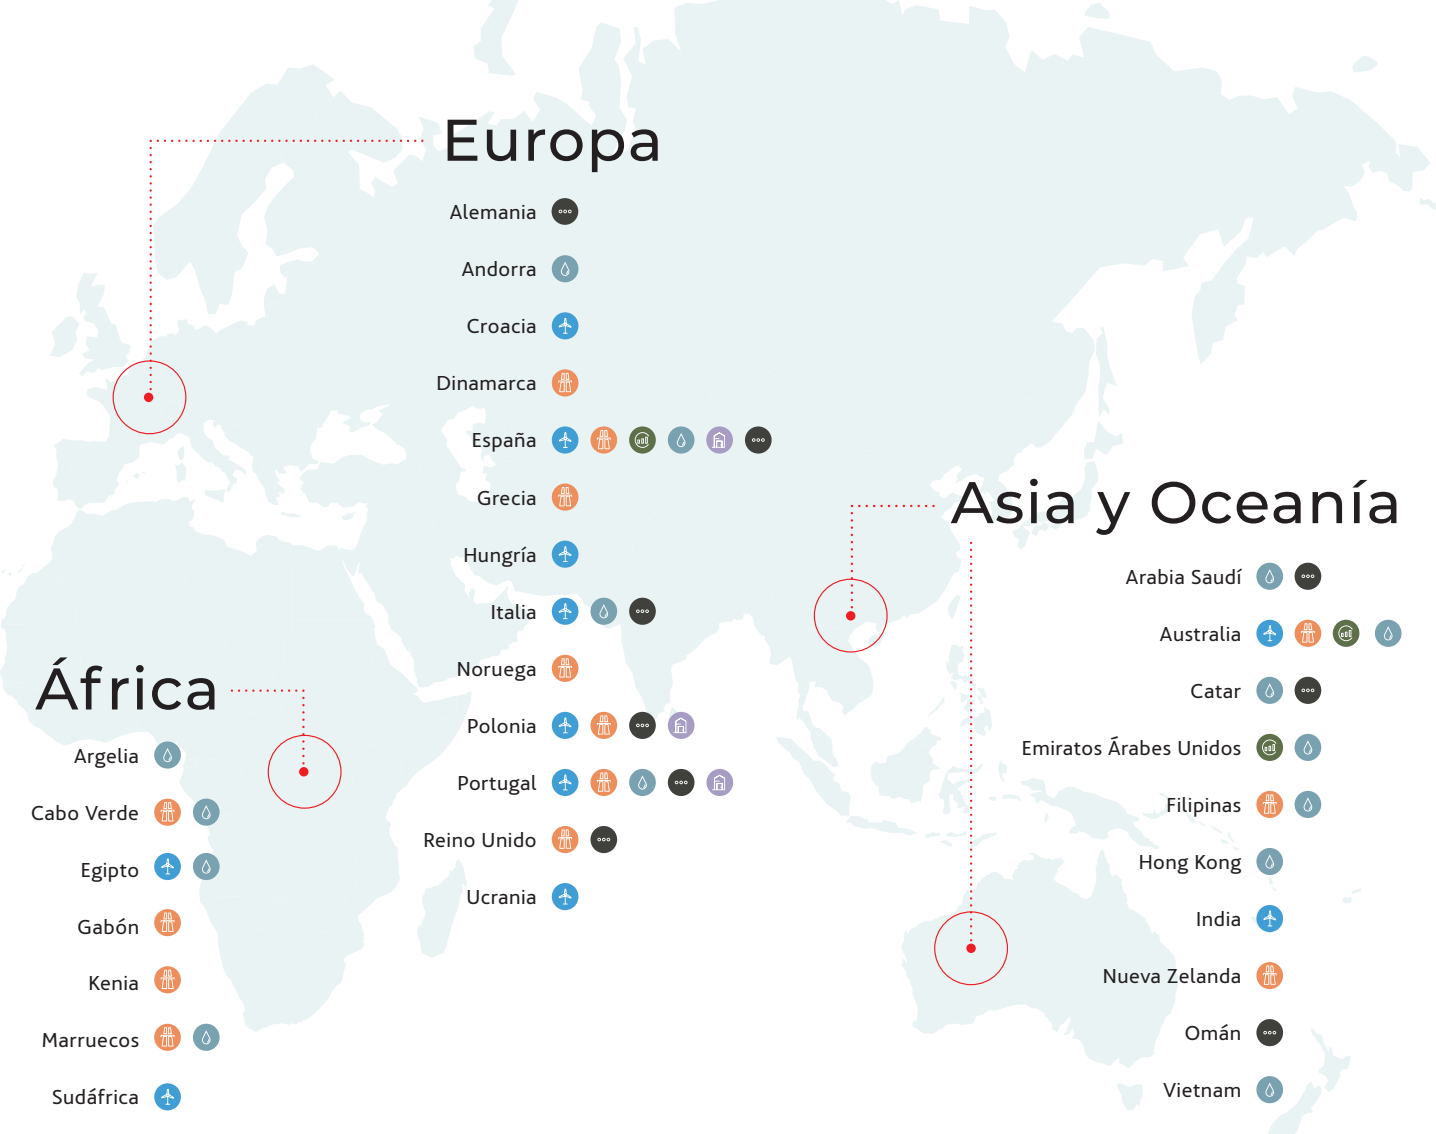 Europa
Alemania
Andorra
Croacia
Dinamarca
España
Grecia
Hungría
Italia
Noruega
Polonia
Portugal
Reino Unido
Ucrania
Asia y Oceanía
Arabia Saudí
Australia
Catar
Emiratos Árabes Unidos
Filipinas
Hong Kong
India
Nueva Zelanda
Omán
Vietnam
África
Argelia
Cabo Verde
Egipto
Gabón
Kenia
Marruecos
Sudáfrica